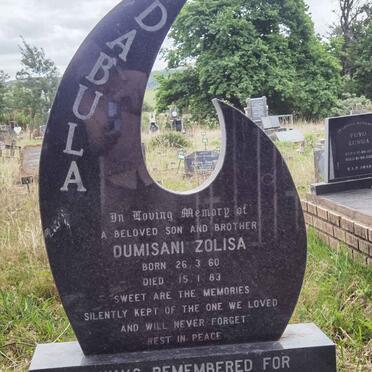 DABULA
In Loving Memory of
A BELOVED SON AND BROTHER
DUMISANI ZOLISA
BORN 26.3.60
DIED 15.1.83
SWEET ARE THE MEMORIES
SILENTLY KEPT OF THE ONE WE LOVED
AND WILL NEVER FORGET
REST IN PEACE
REMEMBERED FOR